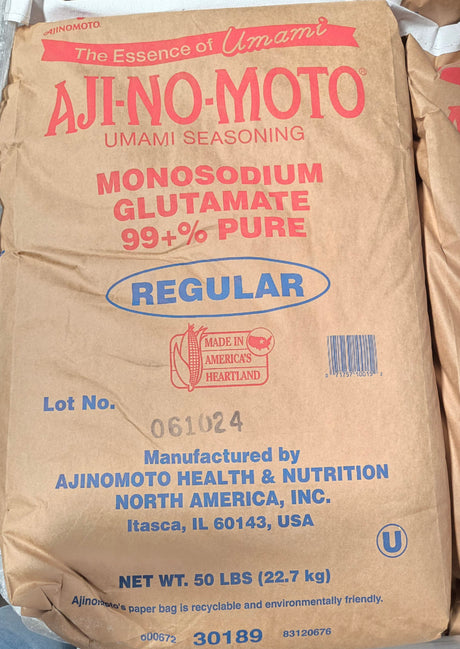 AJINOMOTO.
The Essence of Umami
AJI-NO-MOTO®
UMAMI SEASONING
MONOSODIUM
GLUTAMATE
99+% PURE
REGULAR
MADE IN
AMERICA'S
HEARTLAND
Lot No.
061024
Manufactured by
AJINOMOTO HEALTH & NUTRITION
NORTH AMERICA, INC.
Itasca, IL 60143, USA
U
NET WT. 50 LBS (22.7 kg)
Ajinomoto's paper bag is recyclable and environmentally friendly.
600672 30189 83120676